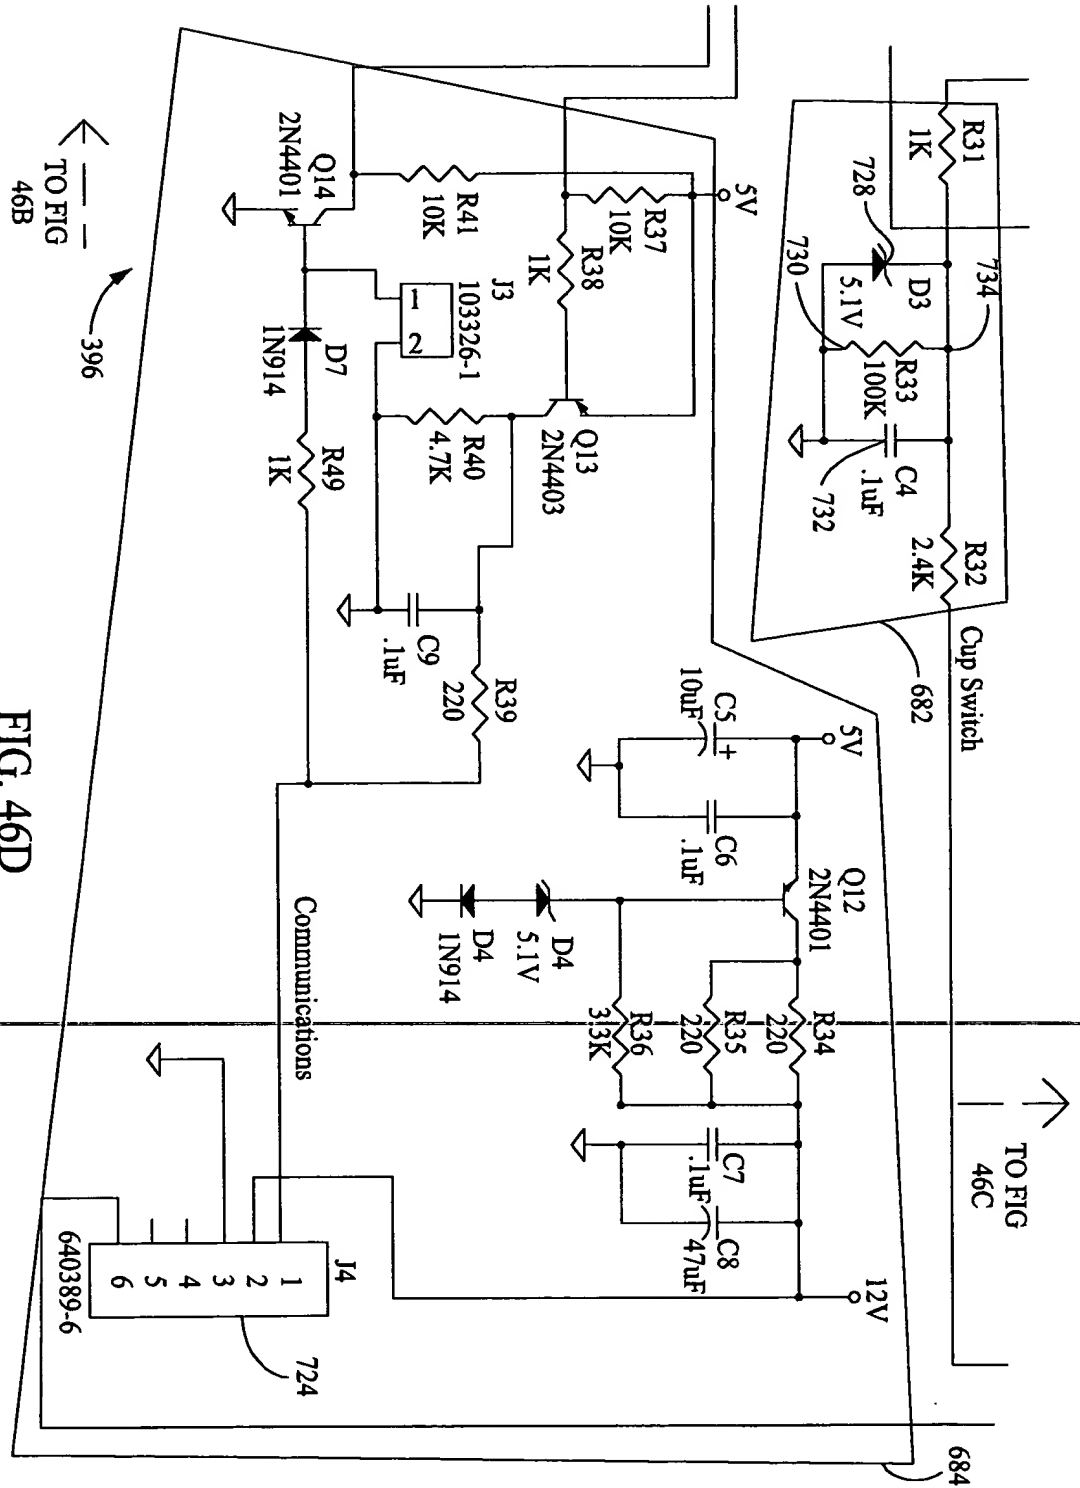 R31
1K
728
D3
5.1V
730
734
R33
100K
C4
.1uF
732
R32
2.4K
Cup Switch
682
TO FIG
46C
5V
R37
10K
R41
10K
Q14
2N4401
R38
1K
J3
103326-1
1
2
D7
1N914
Q13
2N4403
R40
4.7K
R49
1K
C9
.1uF
R39
220
5V
C5
+
10uF
C6
.1uF
Q12
2N4401
D4
5.1V
D4
1N914
R34
220
R35
220
R36
3.3K
C7
.1uF
C8
47uF
12V
Communications
J4
1
2
3
4
5
6
640389-6
724
684
TO FIG
46B
396
FIG. 46D